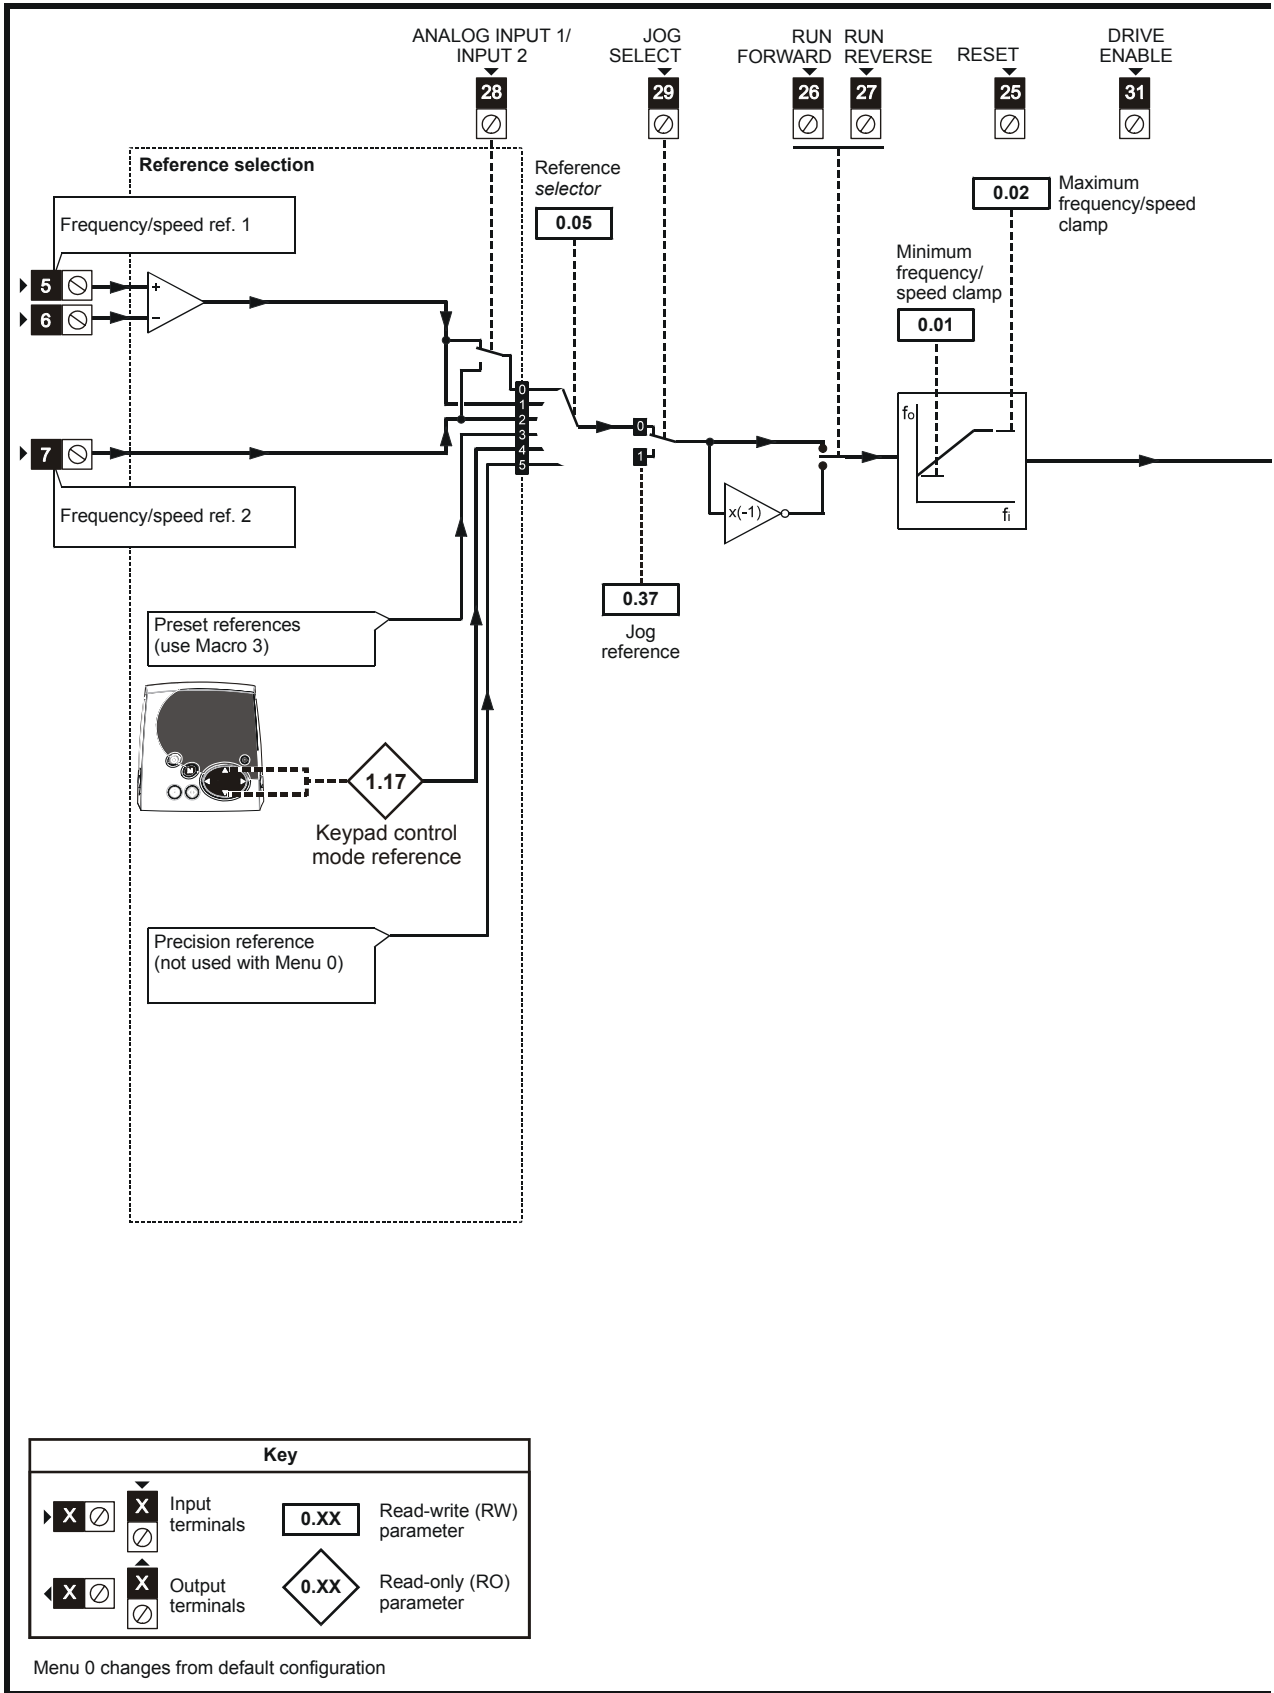 ANALOG INPUT 1/
INPUT 2
28
JOG
SELECT
29
RUN
FORWARD
26
RUN
REVERSE
27
RESET
25
DRIVE
ENABLE
31
Reference selection
Reference
selector
0.05
0.02
Maximum
frequency/speed
clamp
Minimum
frequency/
speed clamp
0.01
Frequency/speed ref. 1
5
6
+
–
7
Frequency/speed ref. 2
0
1
2
3
4
5
0
1
x(-1)
fo
fi
0.37
Jog
reference
Preset references
(use Macro 3)
M
1.17
Keypad control
mode reference
Precision reference
(not used with Menu 0)
Key
X
X
Input
terminals
0.XX
Read-write (RW)
parameter
X
X
Output
terminals
0.XX
Read-only (RO)
parameter
Menu 0 changes from default configuration